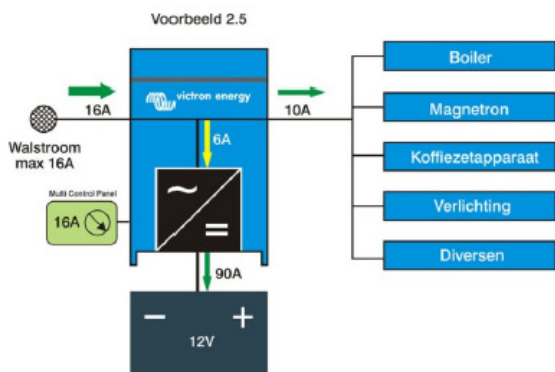 Voorbeeld 2.5
victron energy
16A
10A
Walstroom
max 16A
6A
Multi Control Panel
16A
~
=
90A
− +
12V
Boiler
Magnetron
Koffiezetapparaat
Verlichting
Diversen